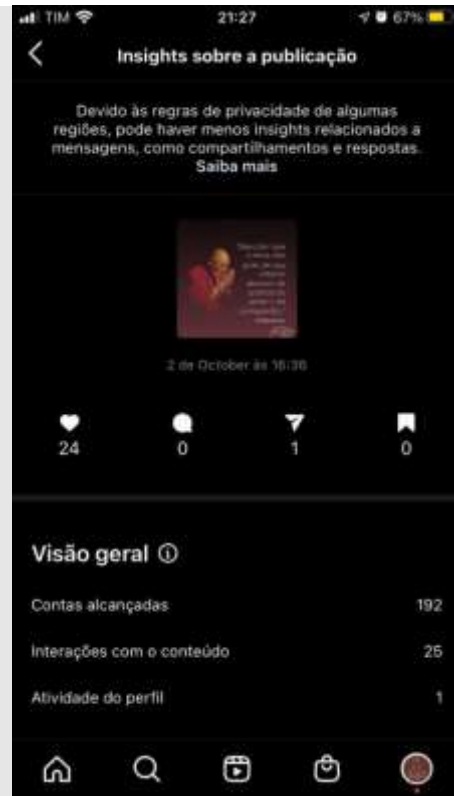 TIM 21:27 67%
Insights sobre a publicação
Devido às regras de privacidade de algumas
regiões, pode haver menos insights relacionados a
mensagens, como compartilhamentos e respostas.
Saiba mais
2 de October às 16:36
24 0 1 0
Visão geral
Contas alcançadas 192
Interações com o conteúdo 25
Atividade do perfil 1